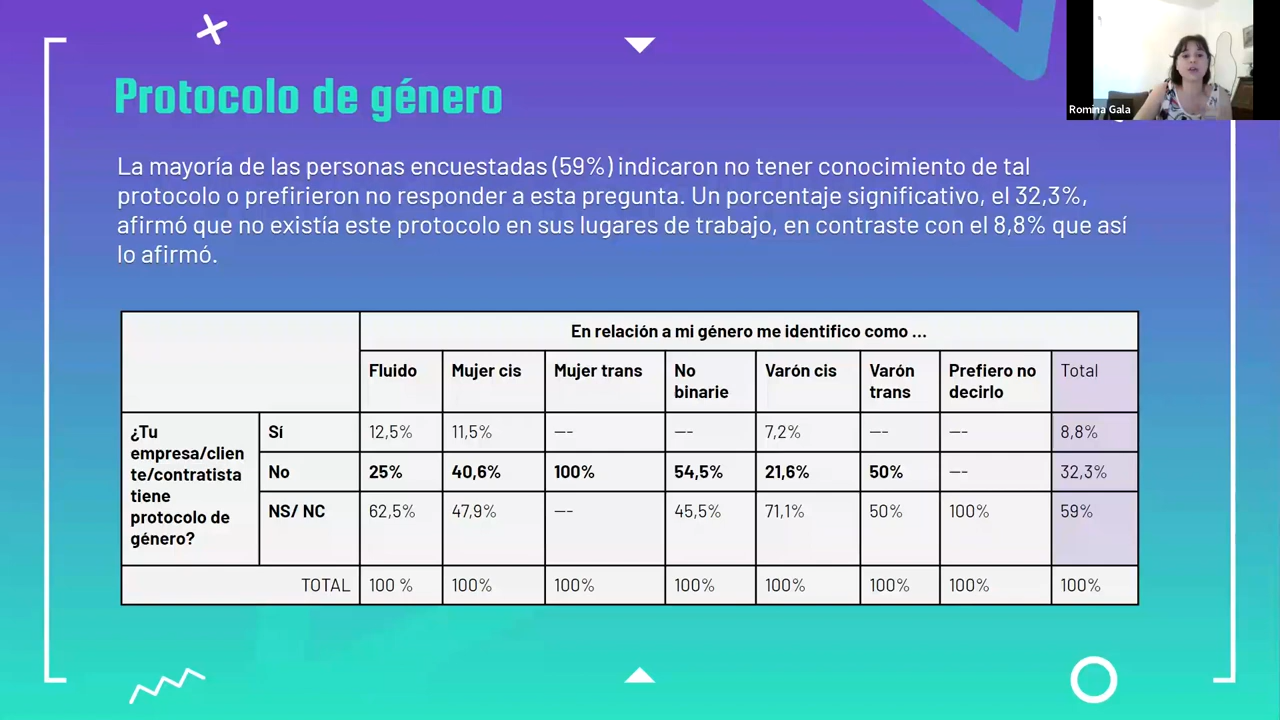 Romina Gala
Protocolo de género
La mayoría de las personas encuestadas (59%) indicaron no tener conocimiento de tal
protocolo o prefirieron no responder a esta pregunta. Un porcentaje significativo, el 32,3%,
afirmó que no existía este protocolo en sus lugares de trabajo, en contraste con el 8,8% que así
lo afirmó.
En relación a mi género me identifico como ...
Fluido Mujer cis Mujer trans No binarie Varón cis Varón trans Prefiero no decirlo Total
¿Tu
empresa/clien
te/contratista
tiene
protocolo de
género?
Sí 12,5% 11,5% --- --- 7,2% --- --- 8,8%
No 25% 40,6% 100% 54,5% 21,6% 50% --- 32,3%
NS/ NC 62,5% 47,9% --- 45,5% 71,1% 50% 100% 59%
TOTAL 100 % 100% 100% 100% 100% 100% 100% 100%